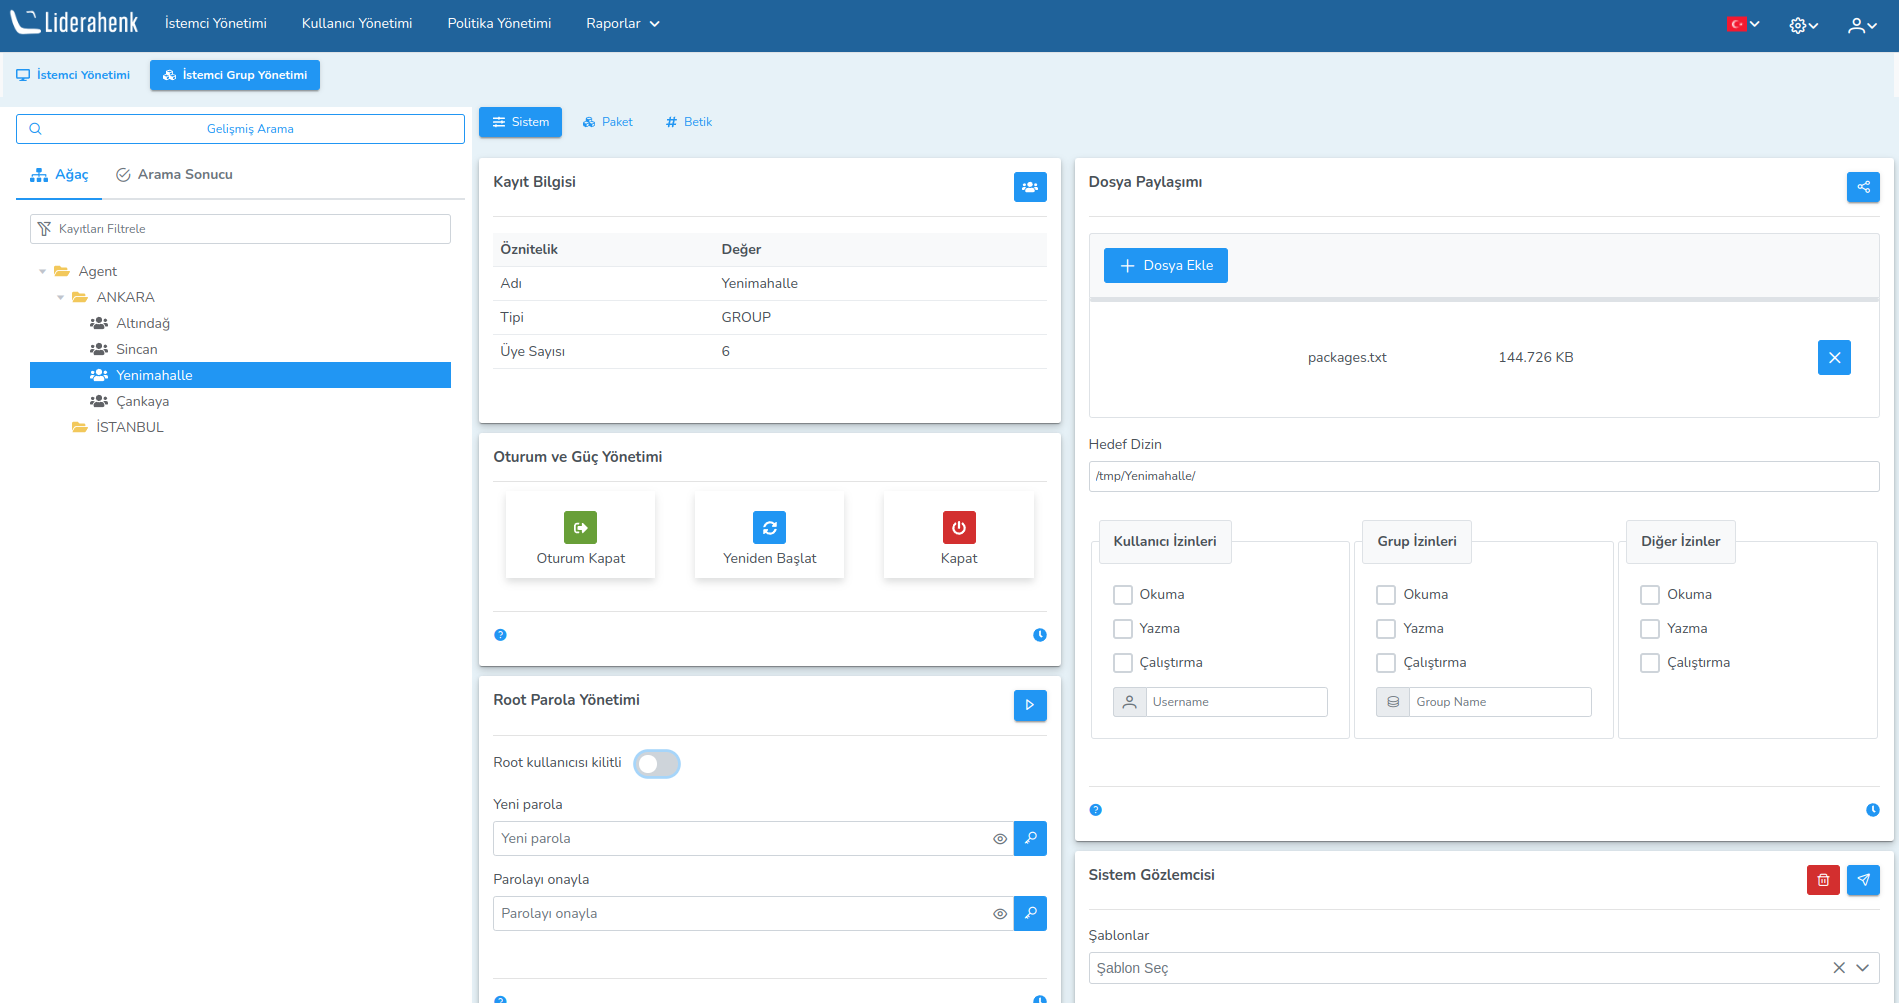 Liderahenk
İstemci Yönetimi
Kullanıcı Yönetimi
Politika Yönetimi
Raporlar
İstemci Yönetimi
İstemci Grup Yönetimi
Gelişmiş Arama
Ağaç
Arama Sonucu
Kayıtları Filtrele
Agent
ANKARA
Altındağ
Sincan
Yenimahalle
Çankaya
İSTANBUL
Sistem
Paket
Betik
Kayıt Bilgisi
Öznitelik Değer
Adı Yenimahalle
Tipi GROUP
Üye Sayısı 6
Oturum ve Güç Yönetimi
Oturum Kapat
Yeniden Başlat
Kapat
Root Parola Yönetimi
Root kullanıcısı kilitli
Yeni parola
Yeni parola
Parolayı onayla
Parolayı onayla
Dosya Paylaşımı
Dosya Ekle
packages.txt 144.726 KB
Hedef Dizin
/tmp/Yenimahalle/
Kullanıcı İzinleri
Okuma
Yazma
Çalıştırma
Username
Grup İzinleri
Okuma
Yazma
Çalıştırma
Group Name
Diğer İzinler
Okuma
Yazma
Çalıştırma
Sistem Gözlemcisi
Şablonlar
Şablon Seç